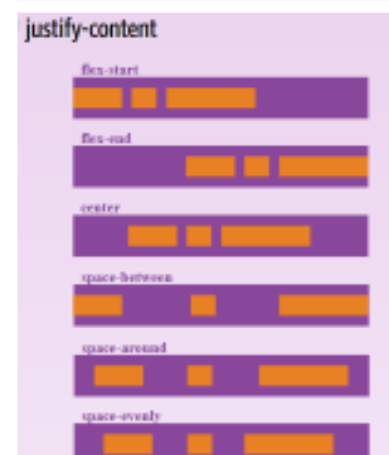 justify-content
flex-start
flex-end
center
space-between
space-around
space-evenly